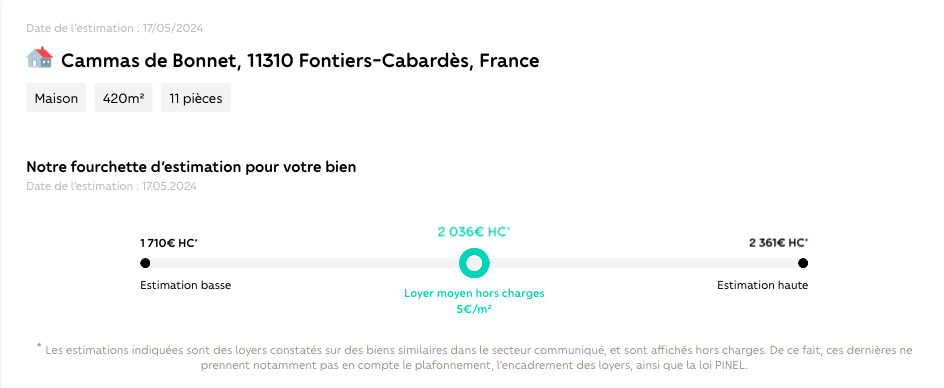 Date de l'estimation : 17/05/2024
Cammas de Bonnet, 11310 Fontiers-Cabardès, France
Maison 420m² 11 pièces
Notre fourchette d'estimation pour votre bien
Date de l'estimation : 17.05.2024
2 036€ HC*
1 710€ HC* 2 361€ HC*
Estimation basse Estimation haute
Loyer moyen hors charges
5€/m²
* Les estimations indiquées sont des loyers constatés sur des biens similaires dans le secteur communiqué, et sont affichés hors charges. De ce fait, ces dernières ne
prennent notamment pas en compte le plafonnement, l'encadrement des loyers, ainsi que la loi PINEL.